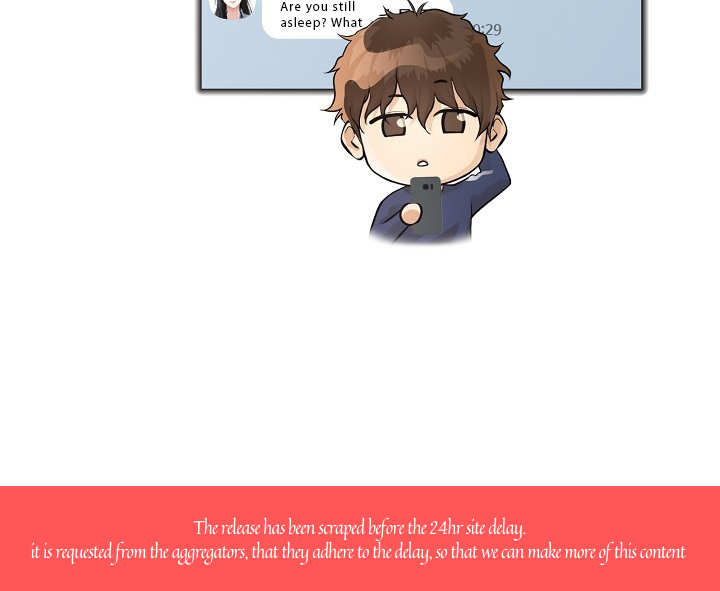 Are you still
asleep? What
:29
The release has been scraped before the 24hr site delay.
it is requested from the aggregators, that they adhere to the delay, so that we can make more of this content